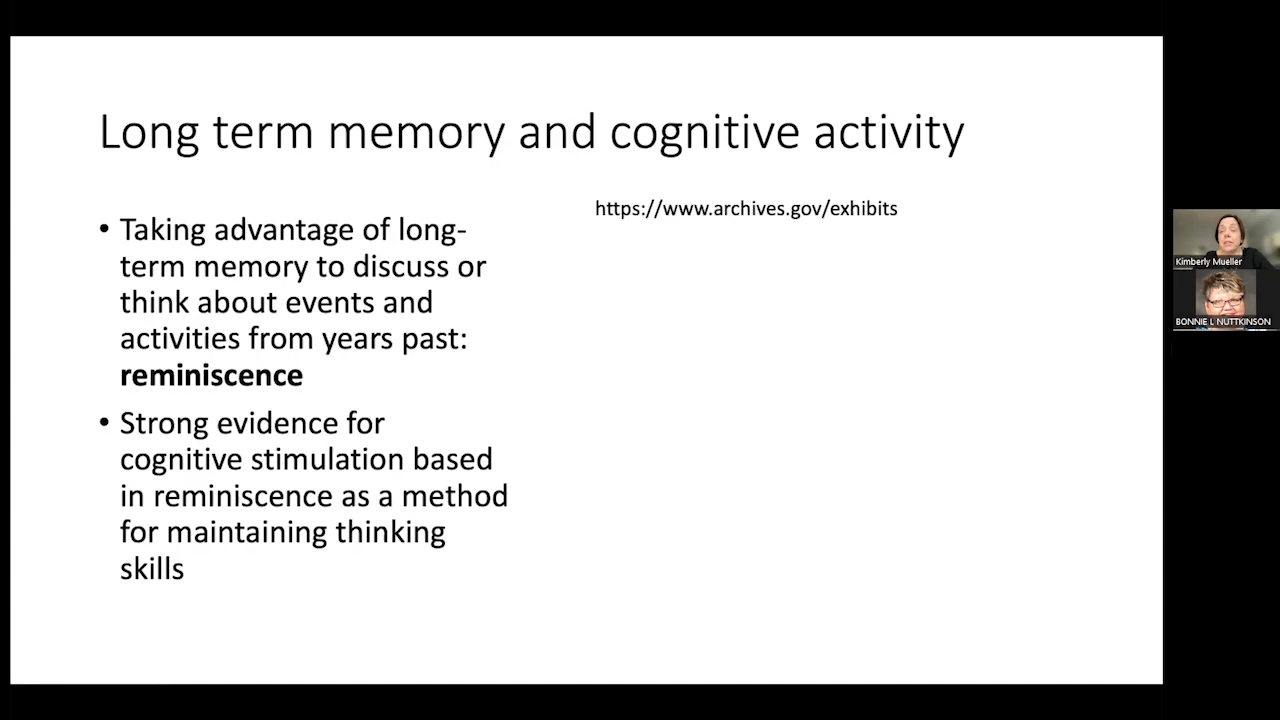 Long term memory and cognitive activity
• Taking advantage of long-
term memory to discuss or
think about events and
activities from years past:
reminiscence
• Strong evidence for
cognitive stimulation based
in reminiscence as a method
for maintaining thinking
skills
https://www.archives.gov/exhibits
Kimberly Mueller
BONNIE L NUTTKINSON